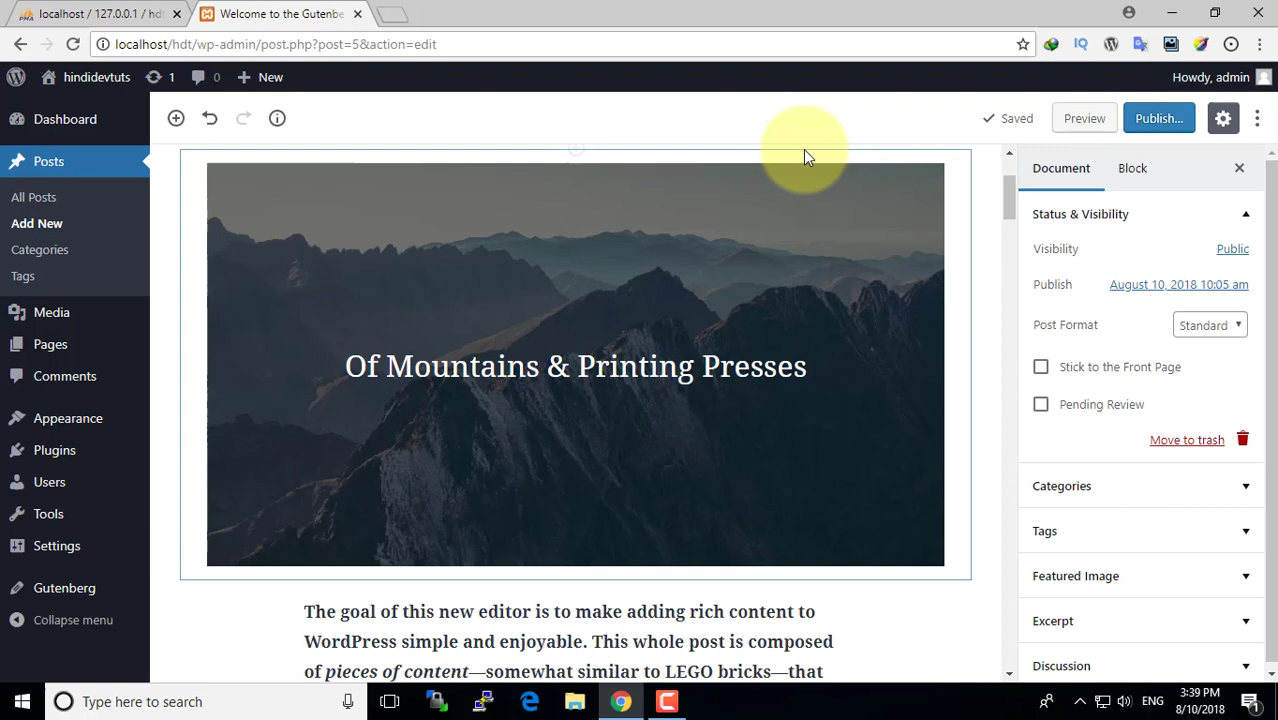 localhost / 127.0.0.1 / hdt
Welcome to the Gutenbe
localhost/hdt/wp-admin/post.php?post=5&action=edit
hindidevtuts
1
0
New
Howdy, admin
Dashboard
Posts
All Posts
Add New
Categories
Tags
Media
Pages
Comments
Appearance
Plugins
Users
Tools
Settings
Gutenberg
Collapse menu
Saved
Preview
Publish...
Of Mountains & Printing Presses
The goal of this new editor is to make adding rich content to
WordPress simple and enjoyable. This whole post is composed
of pieces of content—somewhat similar to LEGO bricks—that
Document
Block
Status & Visibility
Visibility
Public
Publish
August 10, 2018 10:05 am
Post Format
Standard
Stick to the Front Page
Pending Review
Move to trash
Categories
Tags
Featured Image
Excerpt
Discussion
Type here to search
ENG
3:39 PM
8/10/2018
1